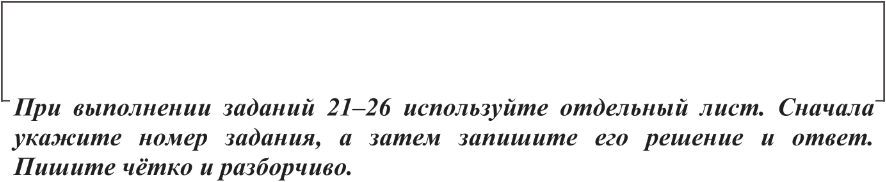 При выполнении заданий 21–26 используйте отдельный лист. Сначала
укажите номер задания, а затем запишите его решение и ответ.
Пишите чётко и разборчиво.